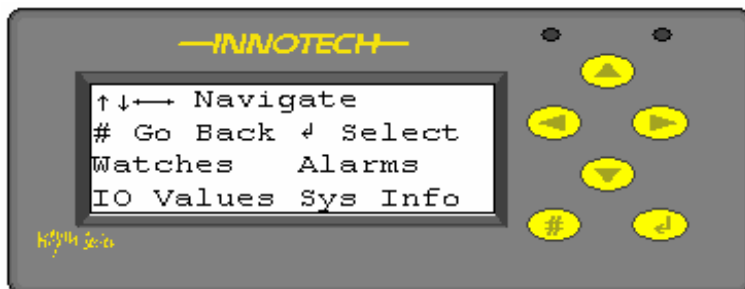 INNOTECH
↑↓←→ Navigate
# Go Back ↲ Select
Watches Alarms
IO Values Sys Info
#